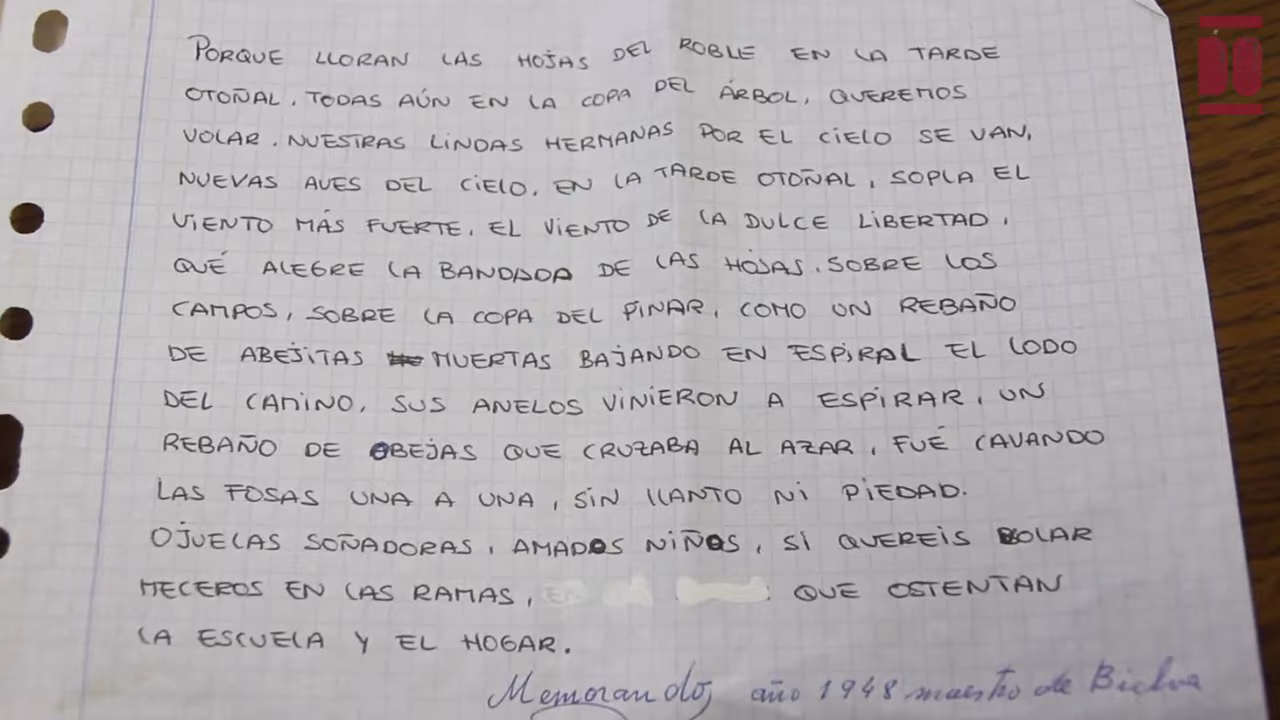 PORQUE LLORAN LAS HOJAS DEL ROBLE EN LA TARDE
OTOÑAL. TODAS AÚN EN LA COPA DEL ÁRBOL, QUEREMOS
VOLAR. NUESTRAS LINDAS HERMANAS POR EL CIELO SE VAN,
NUEVAS AVES DEL CIELO. EN LA TARDE OTOÑAL, SOPLA EL
VIENTO MÁS FUERTE. EL VIENTO DE LA DULCE LIBERTAD.
QUÉ ALEGRE LA BANDADA DE LAS HOJAS. SOBRE LOS
CAMPOS, SOBRE LA COPA DEL PINAR, COMO UN REBAÑO
DE ABEJITAS MUERTAS BAJANDO EN ESPIRAL EL LODO
DEL CAMINO. SUS ANELOS VINIERON A ESPIRAR, UN
REBAÑO DE OBEJAS QUE CRUZABA AL AZAR, FUÉ CAVANDO
LAS FOSAS UNA A UNA, SIN LLANTO NI PIEDAD.
OJUELAS SOÑADORAS, AMADOS NIÑOS, SI QUEREIS VOLAR
MECEROS EN LAS RAMAS, QUE OSTENTAN
LA ESCUELA Y EL HOGAR.
Memorando, año 1948 maestro de Bielva